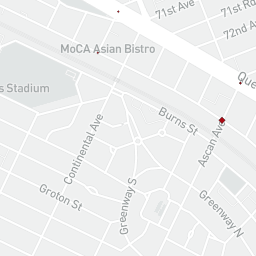 71st Ave
71st Rd
72nd A
MoCA Asian Bistro
Que
s Stadium
Continental Ave
Burns St
Ascan Ave
Groton St
Greenway S
Greenway N